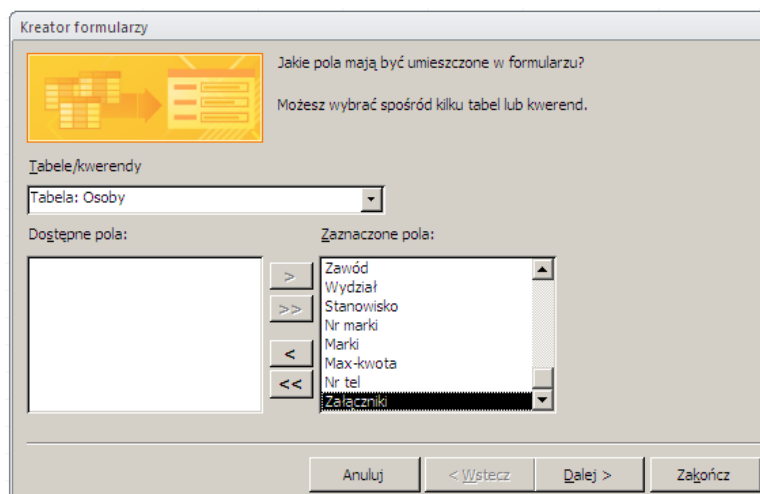 Kreator formularzy
Jakie pola mają być umieszczone w formularzu?
Możesz wybrać spośród kilku tabel lub kwerend.
Tabele/kwerendy
Tabela: Osoby
Dostępne pola:
Zaznaczone pola:
>
>>
<
<<
Zawód
Wydział
Stanowisko
Nr marki
Marki
Max-kwota
Nr tel
Załączniki
Anuluj
< Wstecz
Dalej >
Zakończ